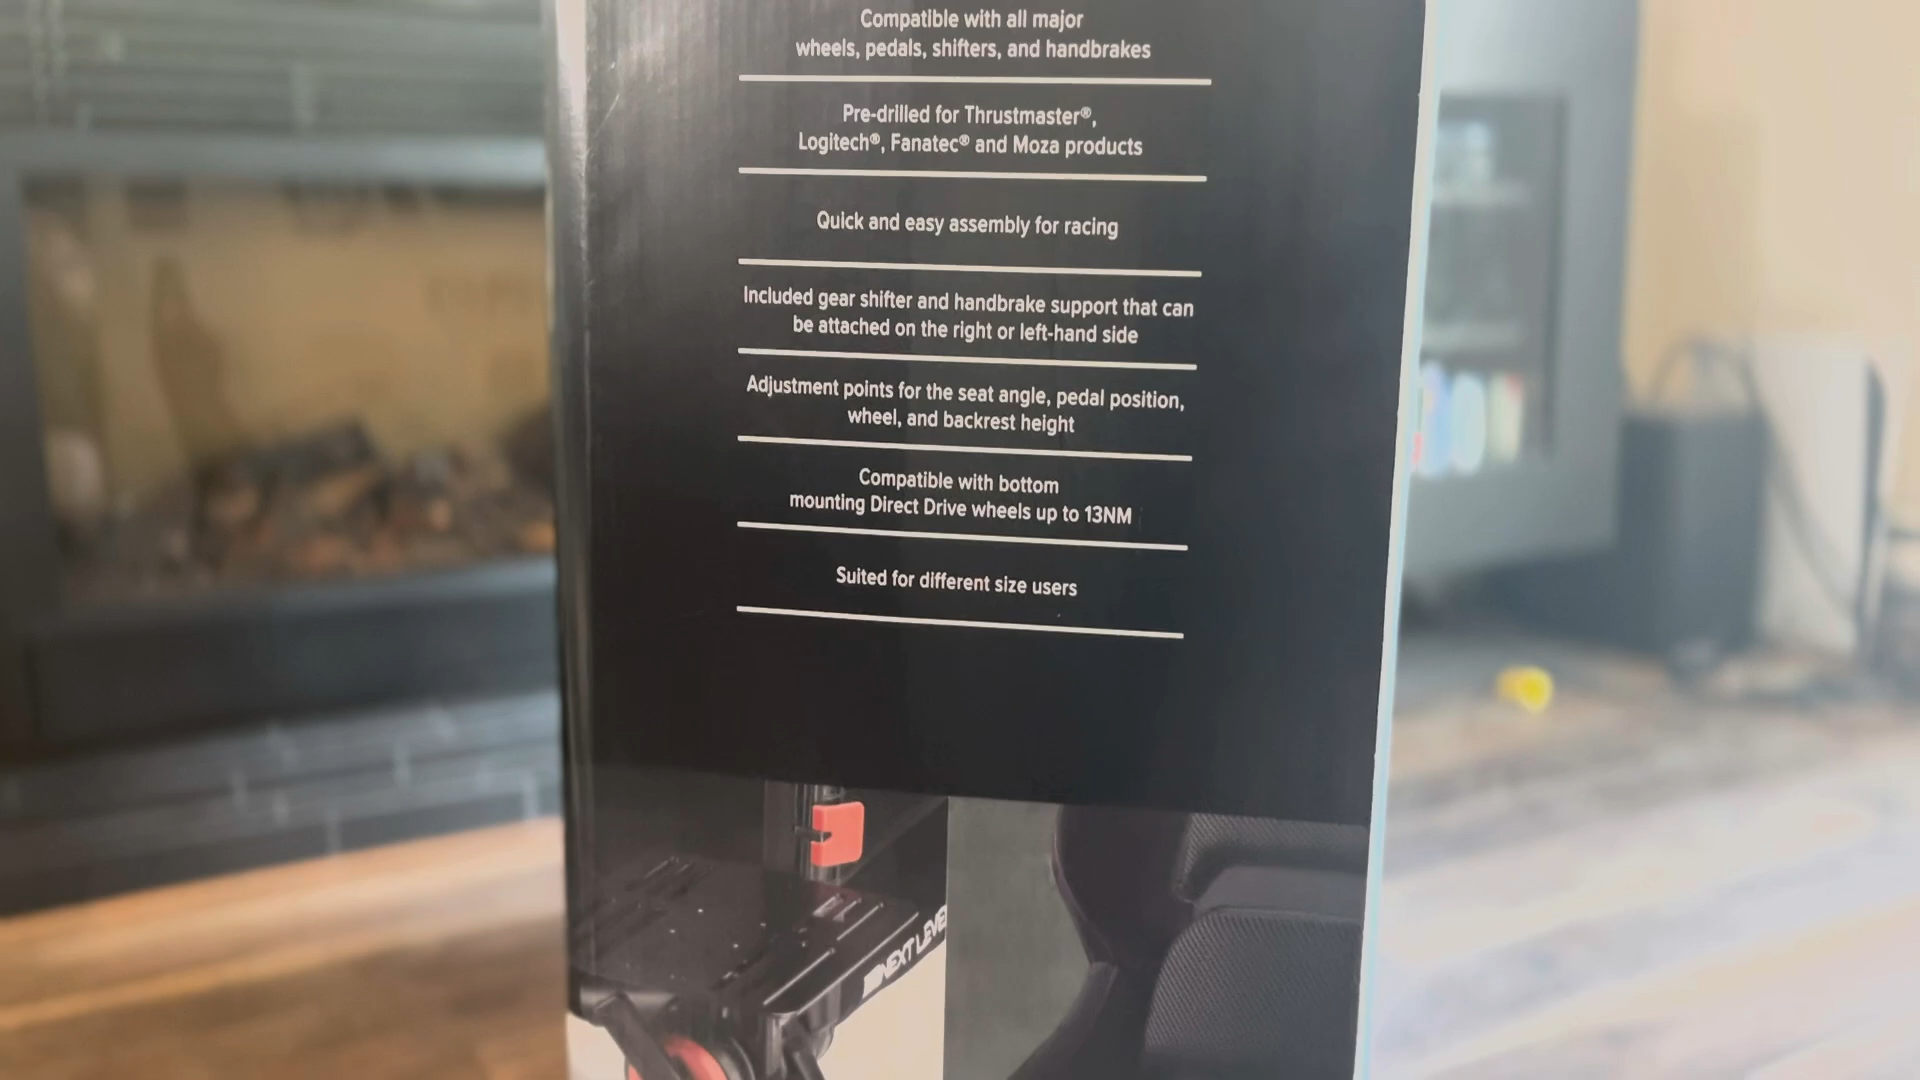 Compatible with all major
wheels, pedals, shifters, and handbrakes
Pre-drilled for Thrustmaster®,
Logitech®, Fanatec® and Moza products
Quick and easy assembly for racing
Included gear shifter and handbrake support that can
be attached on the right or left-hand side
Adjustment points for the seat angle, pedal position,
wheel, and backrest height
Compatible with bottom
mounting Direct Drive wheels up to 13NM
Suited for different size users
NEXT LEVE